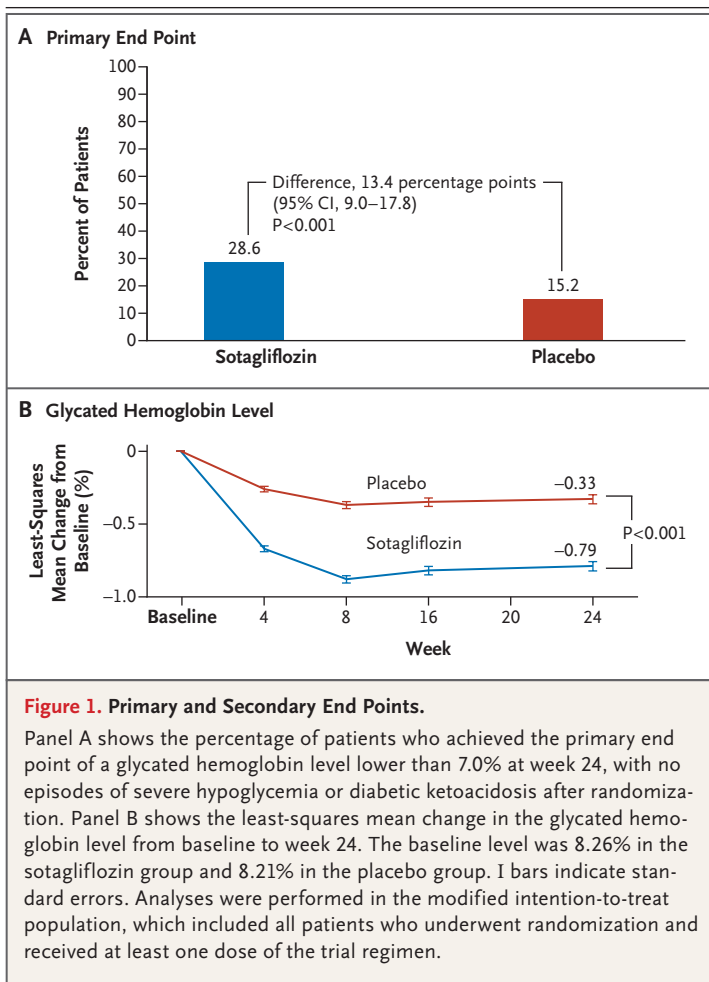 A Primary End Point
100
90
80
70
60
50
40
30
20
10
0
Percent of Patients
Difference, 13.4 percentage points
(95% CI, 9.0–17.8)
P<0.001
28.6
15.2
Sotagliflozin
Placebo
B Glycated Hemoglobin Level
Least-Squares
Mean Change from
Baseline (%)
0
−0.5
−1.0
Placebo
−0.33
P<0.001
Sotagliflozin
−0.79
Baseline 4 8 16 16 20 24
Week
Figure 1. Primary and Secondary End Points.
Panel A shows the percentage of patients who achieved the primary end
point of a glycated hemoglobin level lower than 7.0% at week 24, with no
episodes of severe hypoglycemia or diabetic ketoacidosis after randomiza-
tion. Panel B shows the least-squares mean change in the glycated hemo-
globin level from baseline to week 24. The baseline level was 8.26% in the
sotagliflozin group and 8.21% in the placebo group. I bars indicate stan-
dard errors. Analyses were performed in the modified intention-to-treat
population, which included all patients who underwent randomization and
received at least one dose of the trial regimen.